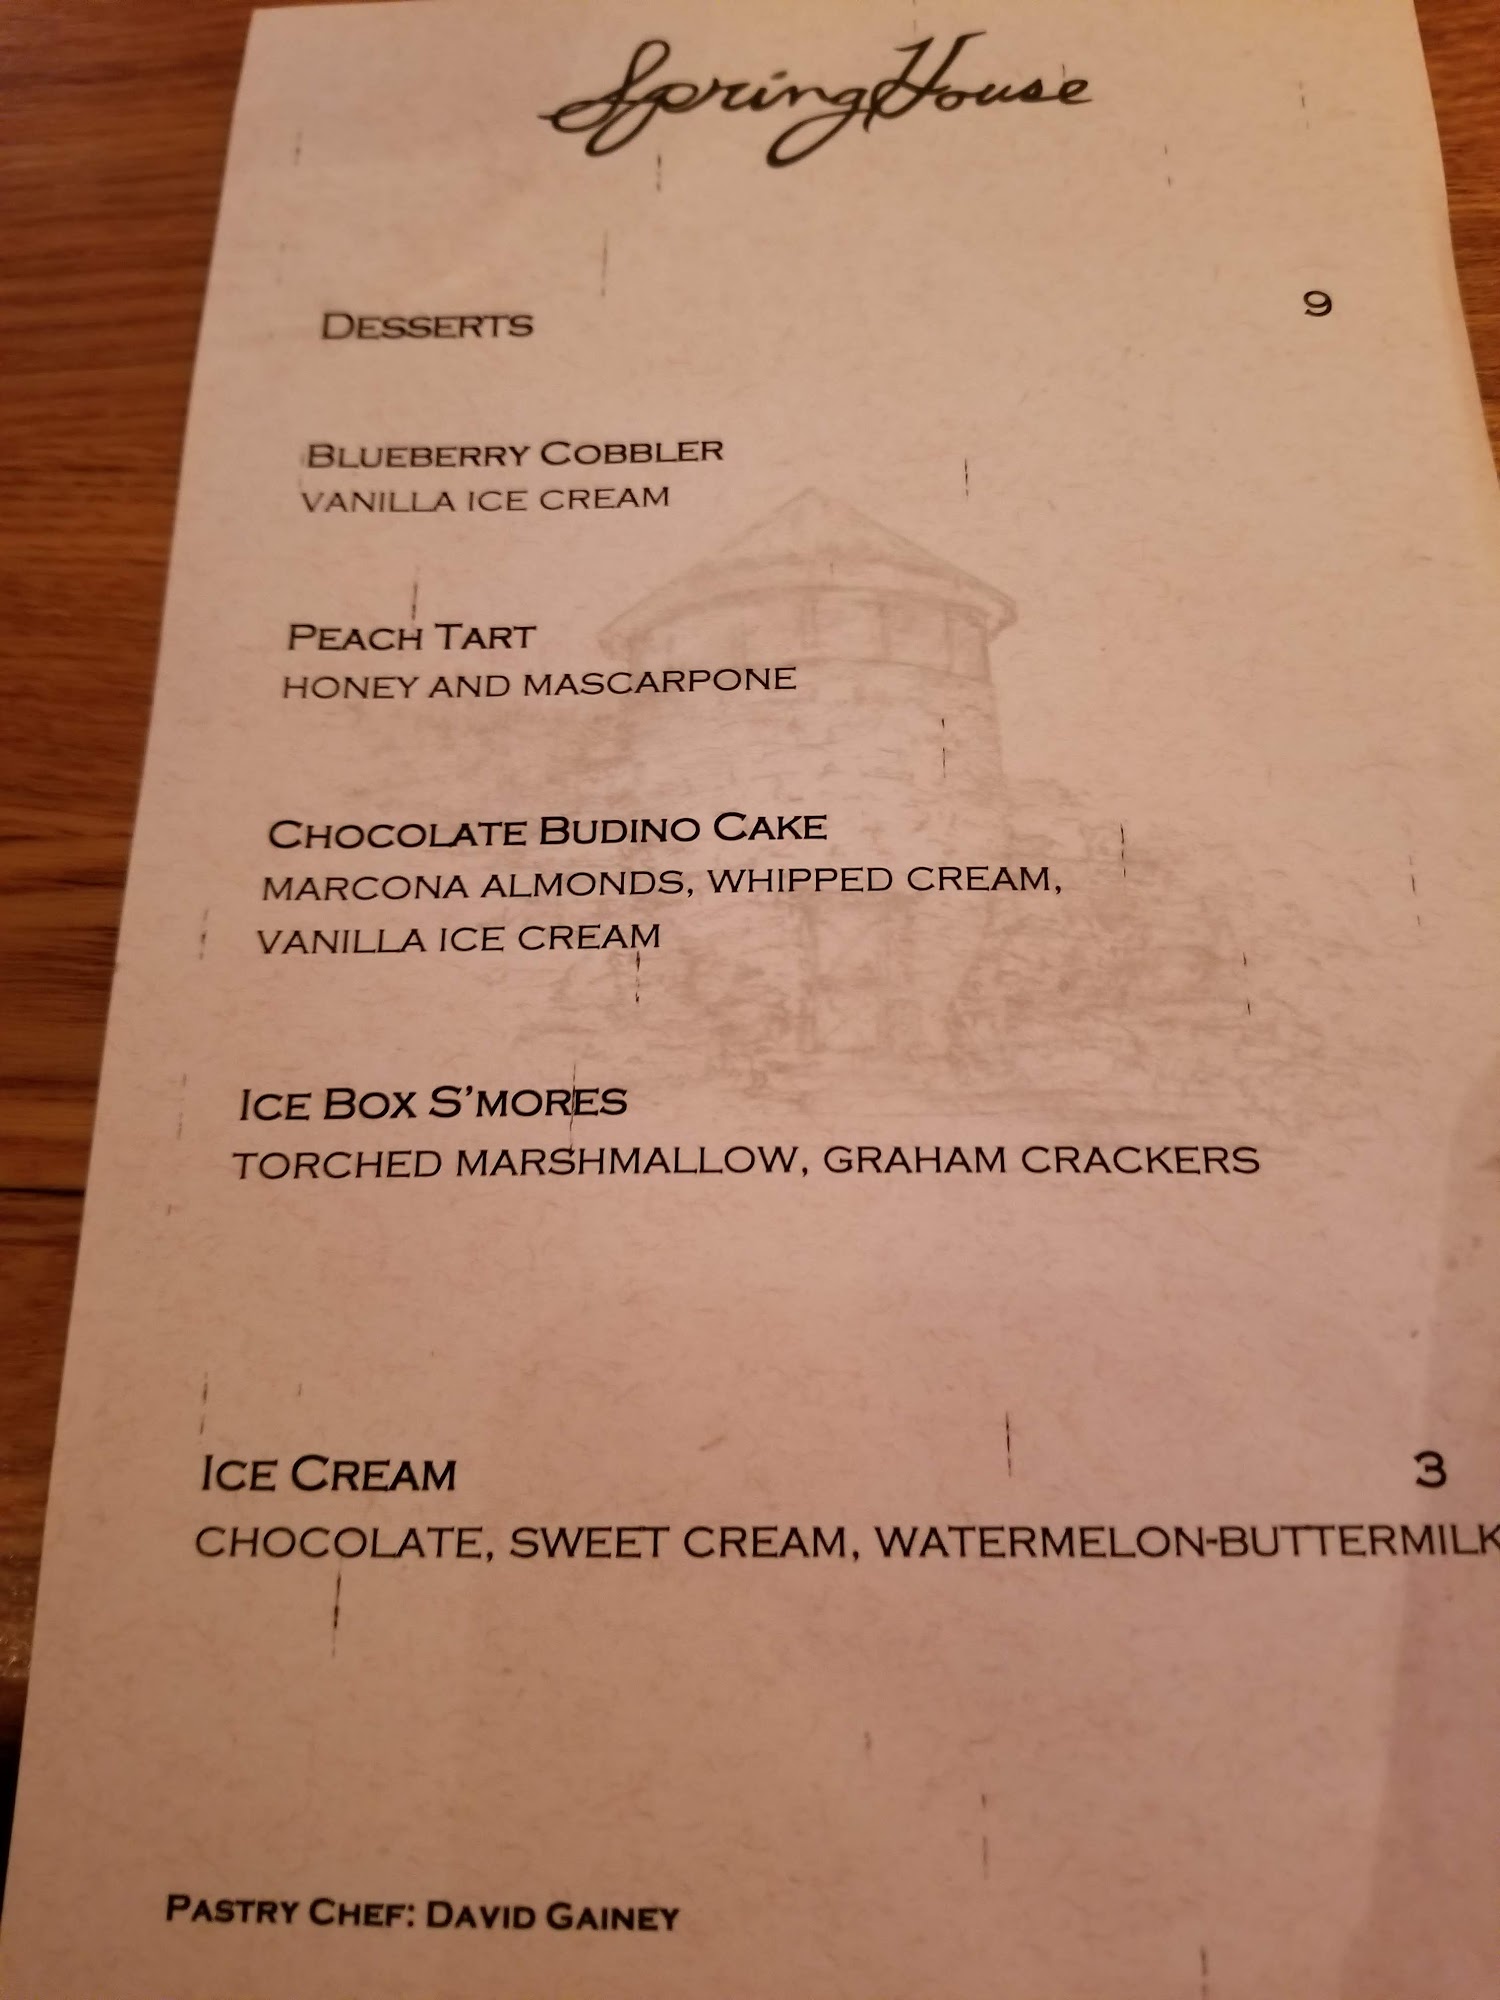 Spring House
DESSERTS 9
BLUEBERRY COBBLER
VANILLA ICE CREAM
PEACH TART
HONEY AND MASCARPONE
CHOCOLATE BUDINO CAKE
MARCONA ALMONDS, WHIPPED CREAM,
VANILLA ICE CREAM
ICE BOX S'MORES
TORCHED MARSHMALLOW, GRAHAM CRACKERS
ICE CREAM 3
CHOCOLATE, SWEET CREAM, WATERMELON-BUTTERMILK
PASTRY CHEF: DAVID GAINEY